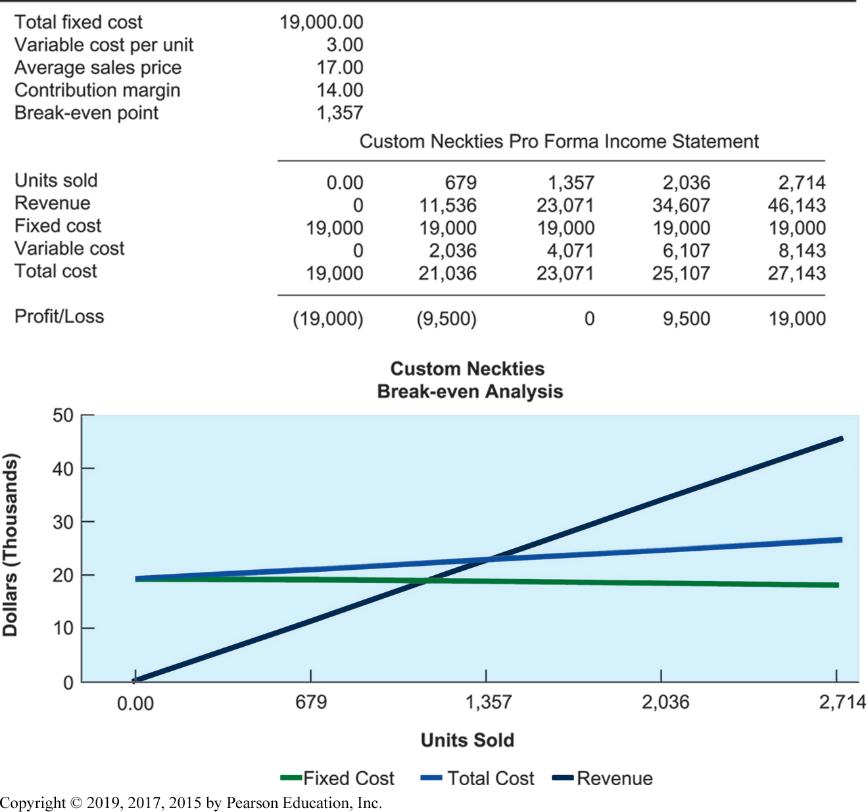 Total fixed cost 19,000.00
Variable cost per unit 3.00
Average sales price 17.00
Contribution margin 14.00
Break-even point 1,357
Custom Neckties Pro Forma Income Statement
Units sold 0.00 679 1,357 2,036 2,714
Revenue 0 11,536 23,071 34,607 46,143
Fixed cost 19,000 19,000 19,000 19,000 19,000
Variable cost 0 2,036 4,071 6,107 8,143
Total cost 19,000 21,036 23,071 25,107 27,143
Profit/Loss (19,000) (9,500) 0 9,500 19,000
Custom Neckties
Break-even Analysis
Dollars (Thousands)
50
40
30
20
10
0
0.00 679 1,357 2,036 2,714
Units Sold
Fixed Cost Total Cost Revenue
Copyright © 2019, 2017, 2015 by Pearson Education, Inc.